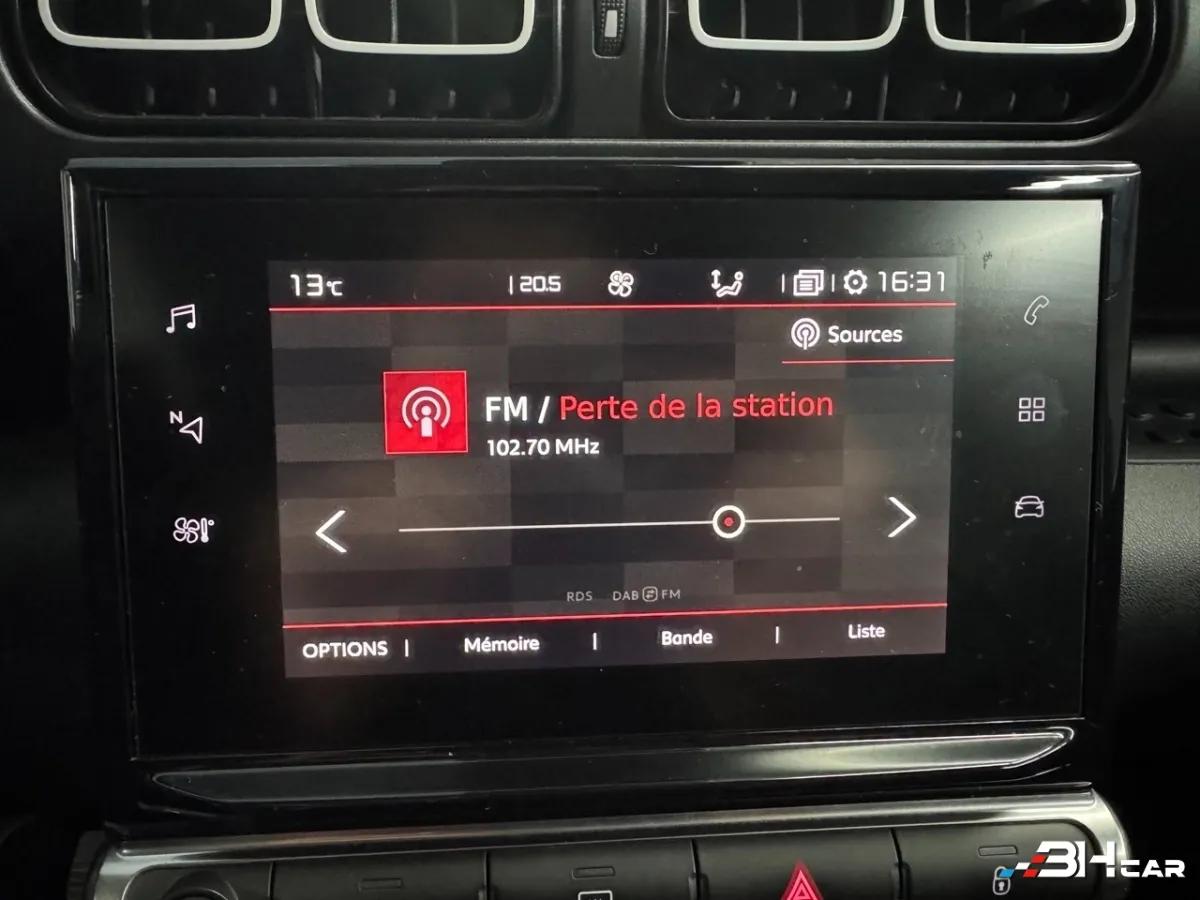 13°C | 20.5 | | 16:31
Sources
N
FM / Perte de la station
102.70 MHz
RDS DAB FM
OPTIONS | Mémoire | Bande | Liste
3HCAR